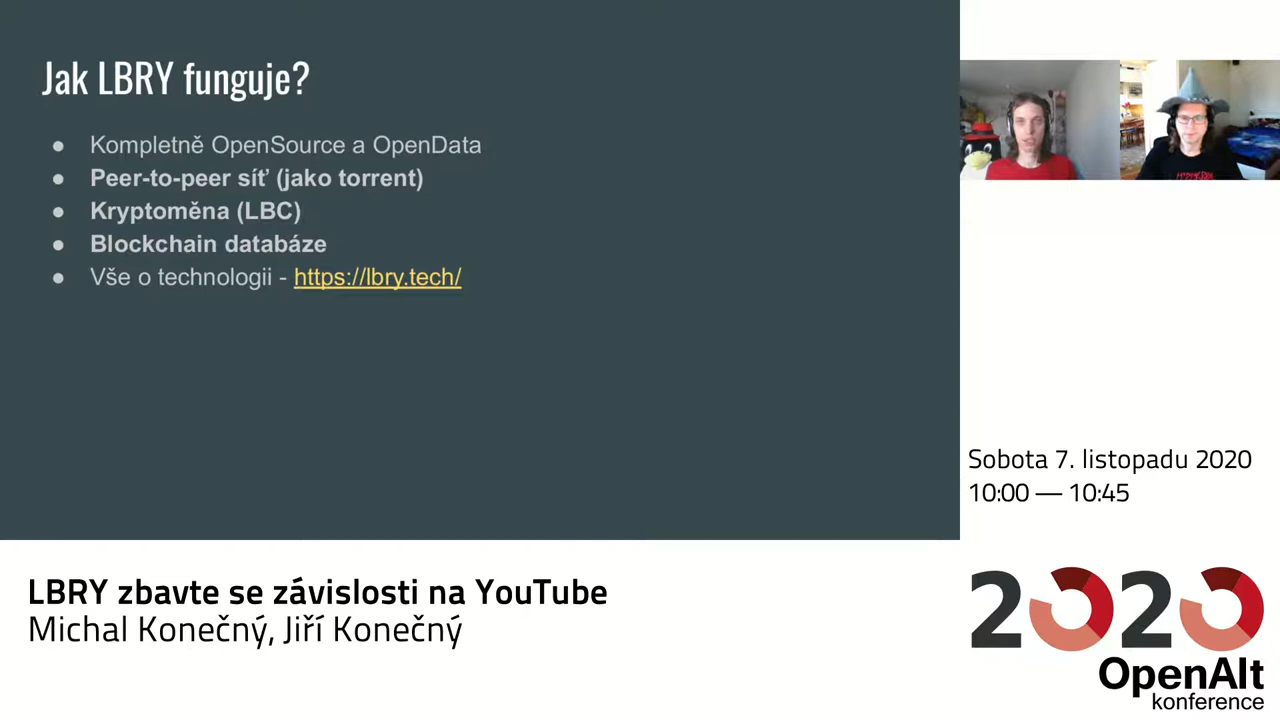 Jak LBRY funguje?
● Kompletně OpenSource a OpenData
● Peer-to-peer síť (jako torrent)
● Kryptoměna (LBC)
● Blockchain databáze
● Vše o technologii - https://lbry.tech/
Sobota 7. listopadu 2020
10:00 — 10:45
LBRY zbavte se závislosti na YouTube
Michal Konečný, Jiří Konečný
2020
OpenAlt
konference